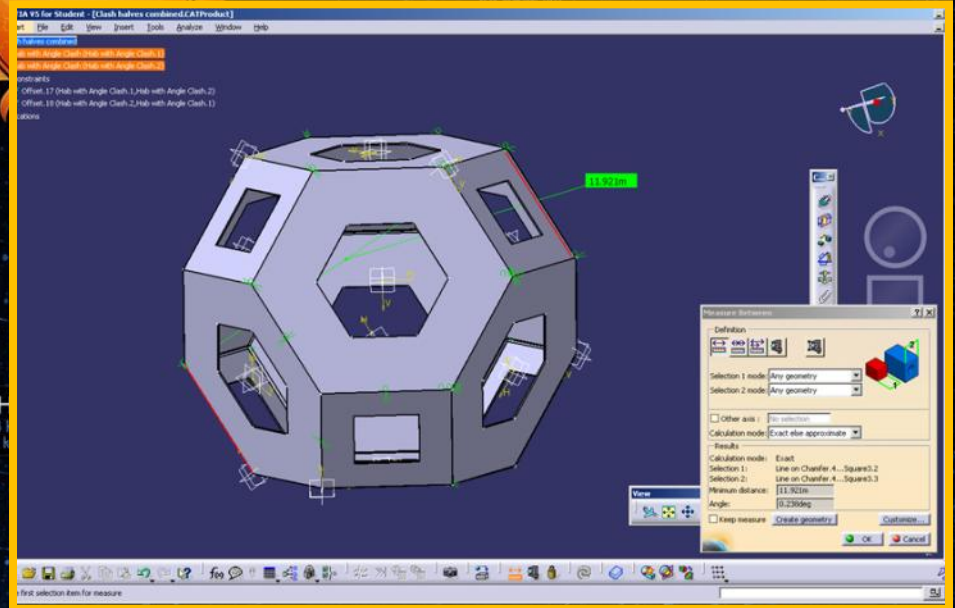 IA V5 for Student - [Clash halves combined.CATProduct]
File Edit View Insert Tools Analyze Window Help
halves combined
with Angle Clash (Hab with Angle Clash.1)
with Angle Clash (Hab with Angle Clash.2)
onstraints
Offset.17 (Hab with Angle Clash.1,Hab with Angle Clash.2)
Offset.18 (Hab with Angle Clash.2,Hab with Angle Clash.1)
ications
11.921m
x
Measure Between
Definition
Selection 1 mode: Any geometry
Selection 2 mode: Any geometry
Other axis : No selection
Calculation mode: Exact else approximate
Results
Calculation mode: Exact
Selection 1: Line on Chamfer.4...Square3.2
Selection 2: Line on Chamfer.4...Square3.3
Minimum distance: 11.921m
Angle: 0.238deg
Keep measure Create geometry Customize...
OK Cancel
View
first selection item for measure